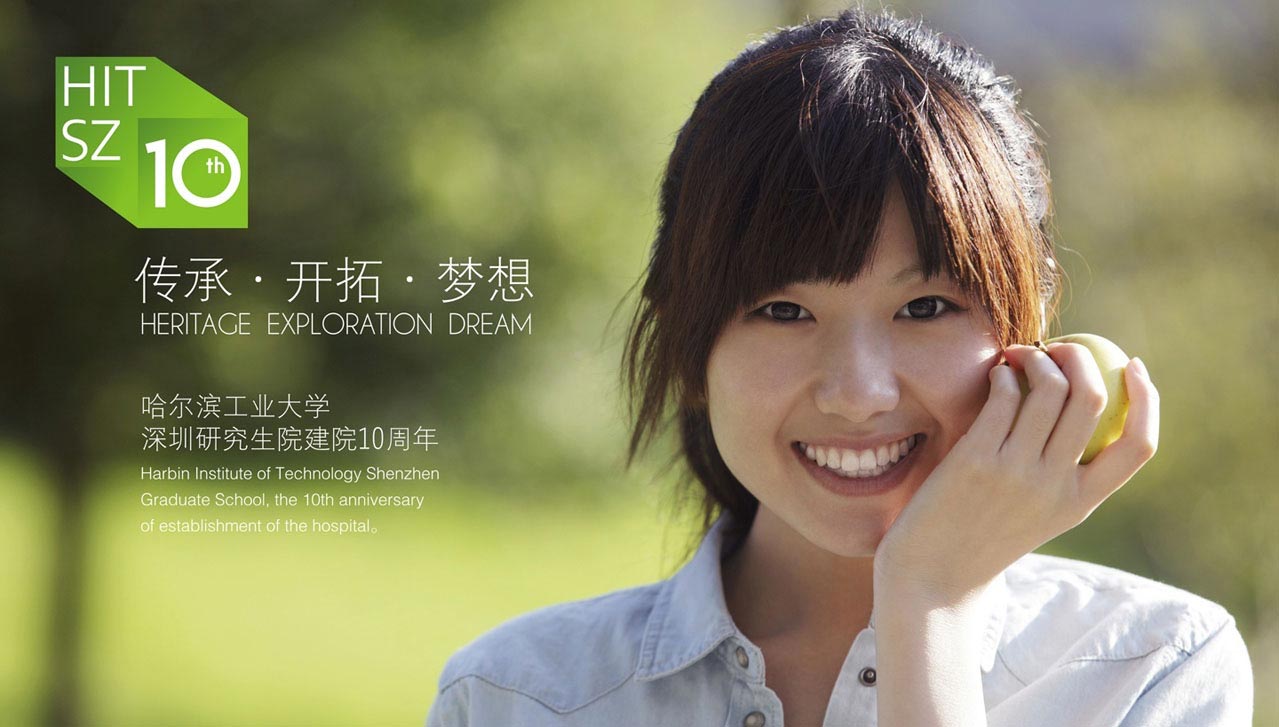 HIT
SZ
10th
传承·开拓·梦想
HERITAGE EXPLORATION DREAM
哈尔滨工业大学
深圳研究生院建院10周年
Harbin Institute of Technology Shenzhen
Graduate School, the 10th anniversary
of establishment of the hospital。